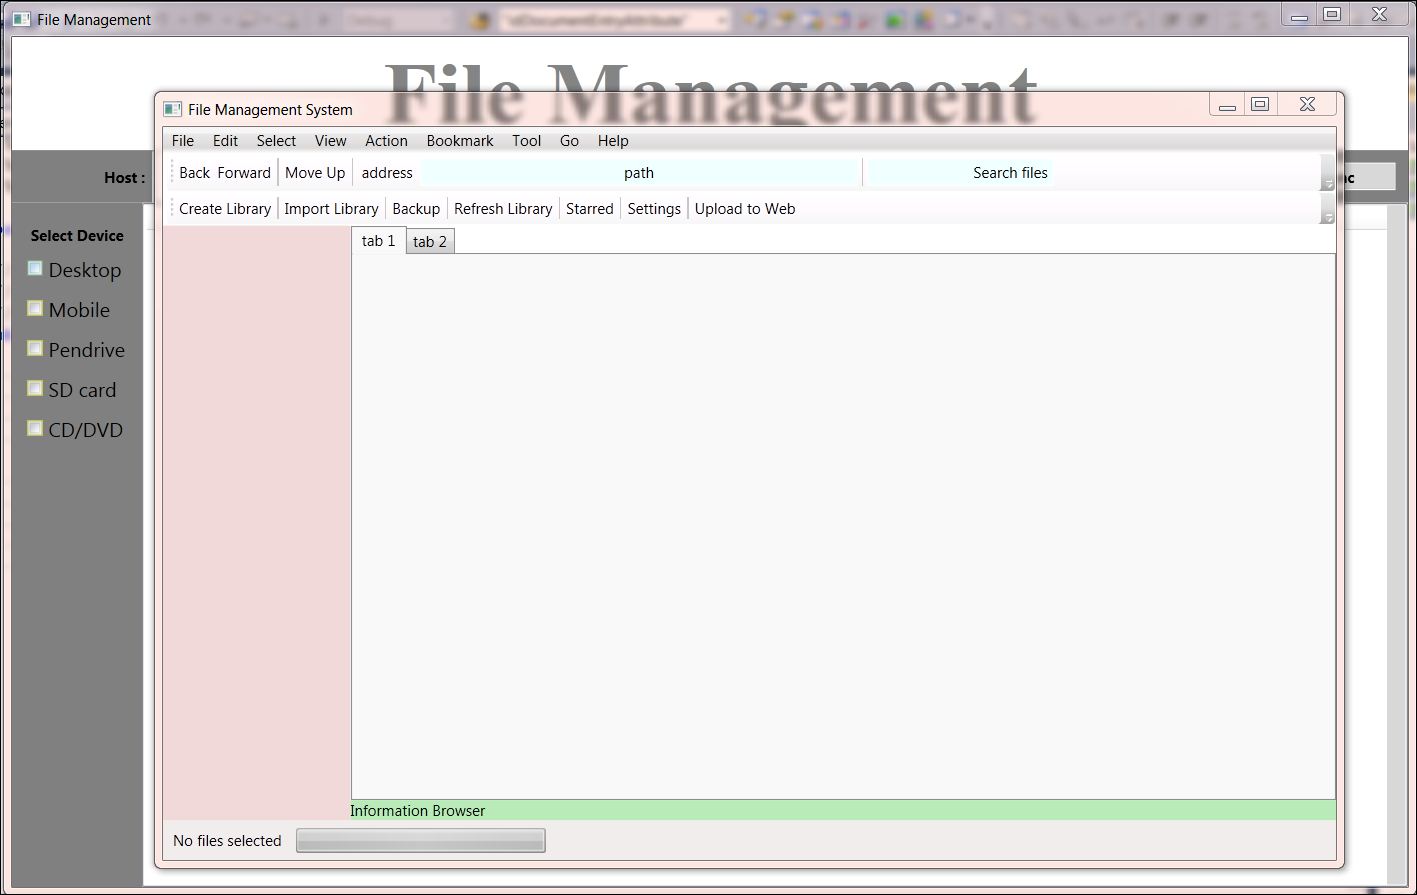 File Management
"stDocumentEntryAttribute"
File Management
File Management System
File Edit Select View Action Bookmark Tool Go Help
Back Forward Move Up address path Search files
Host :
Create Library Import Library Backup Refresh Library Starred Settings Upload to Web
Select Device
tab 1 tab 2
Desktop
Mobile
Pendrive
SD card
CD/DVD
Information Browser
No files selected